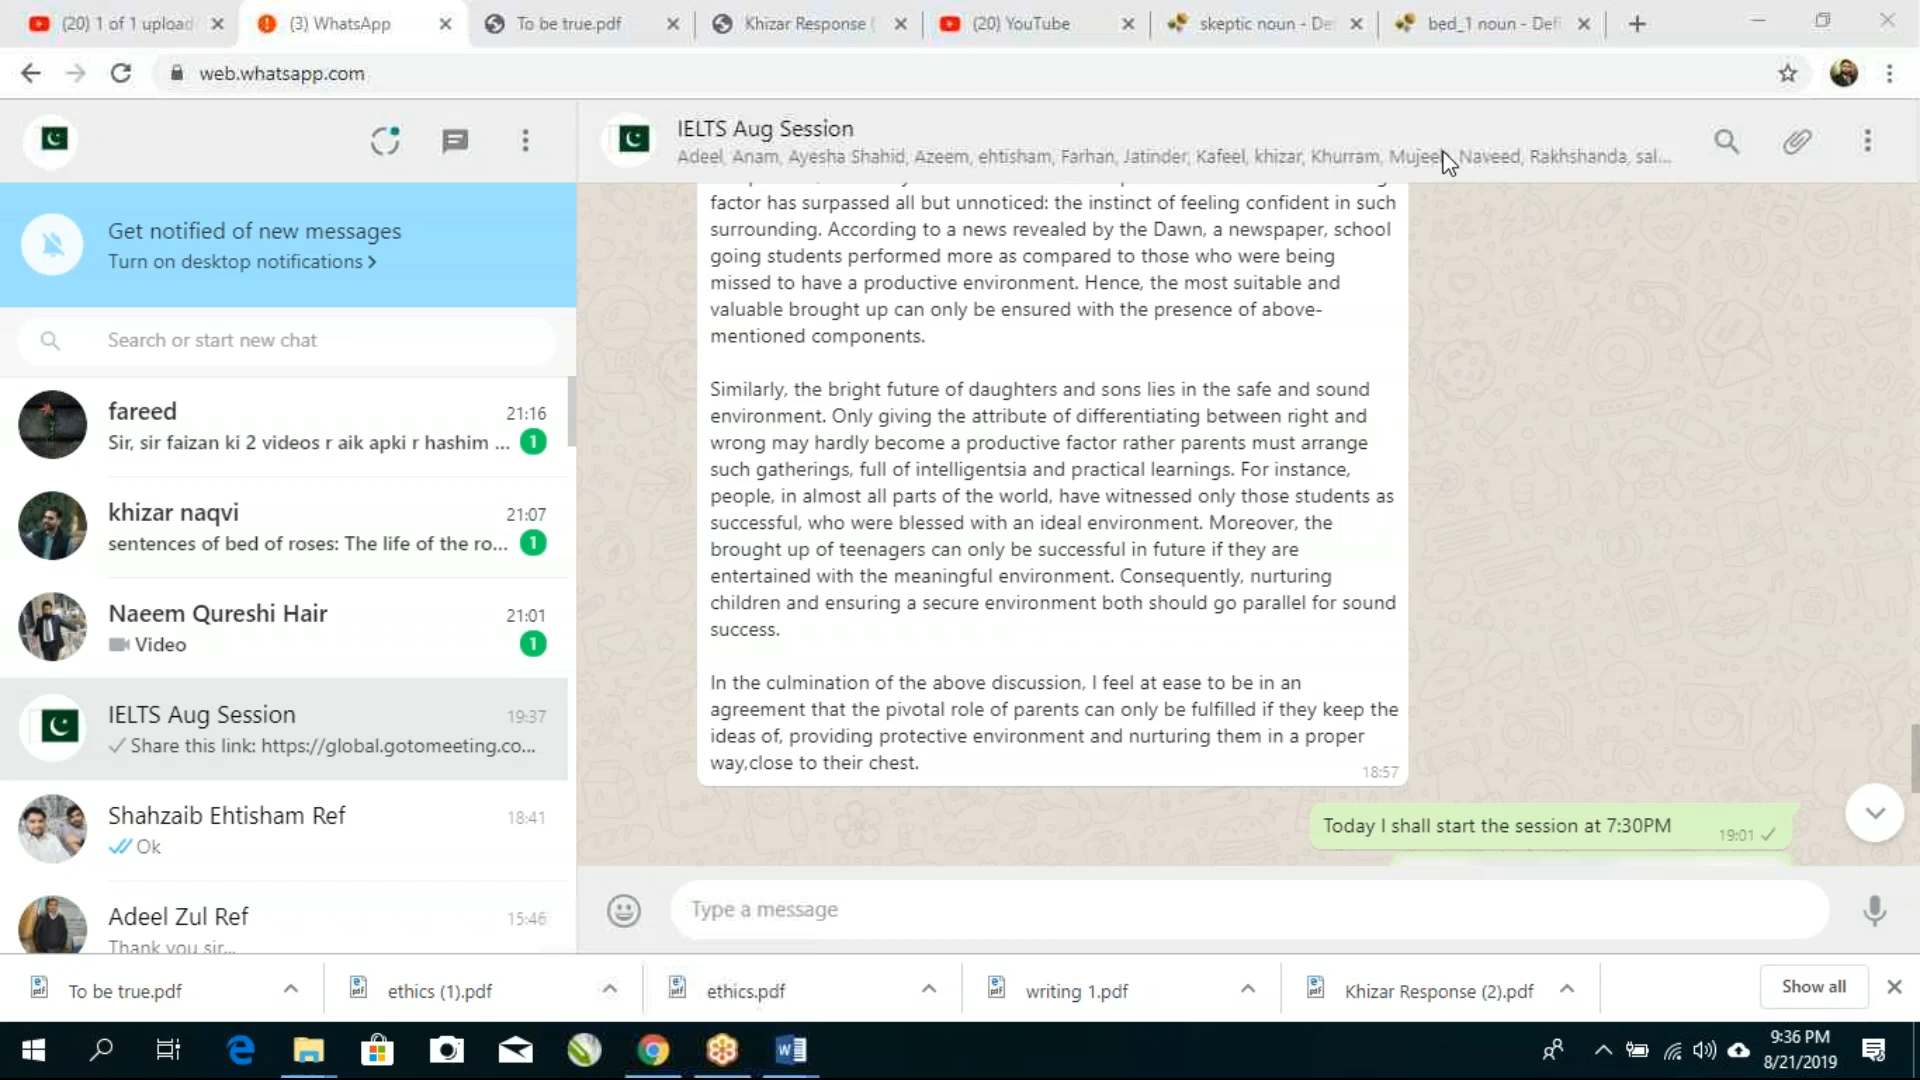 (20) 1 of 1 upload
(3) WhatsApp
To be true.pdf
Khizar Response (
(20) YouTube
skeptic noun - De
bed_1 noun - Defi
web.whatsapp.com
IELTS Aug Session
Adeel, Anam, Ayesha Shahid, Azeem, ehtisham, Farhan, Jatinder, Kafeel, khizar, Khurram, Mujeeb, Naveed, Rakhshanda, sal...
Get notified of new messages
Turn on desktop notifications >
Search or start new chat
fareed
21:16
Sir, sir faizan ki 2 videos r aik apki r hashim ...
1
khizar naqvi
21:07
sentences of bed of roses: The life of the ro...
1
Naeem Qureshi Hair
21:01
Video
1
IELTS Aug Session
19:37
Share this link: https://global.gotomeeting.co...
Shahzaib Ehtisham Ref
18:41
Ok
Adeel Zul Ref
15:46
Thank you sir...
factor has surpassed all but unnoticed: the instinct of feeling confident in such
surrounding. According to a news revealed by the Dawn, a newspaper, school
going students performed more as compared to those who were being
missed to have a productive environment. Hence, the most suitable and
valuable brought up can only be ensured with the presence of above-
mentioned components.
Similarly, the bright future of daughters and sons lies in the safe and sound
environment. Only giving the attribute of differentiating between right and
wrong may hardly become a productive factor rather parents must arrange
such gatherings, full of intelligentsia and practical learnings. For instance,
people, in almost all parts of the world, have witnessed only those students as
successful, who were blessed with an ideal environment. Moreover, the
brought up of teenagers can only be successful in future if they are
entertained with the meaningful environment. Consequently, nurturing
children and ensuring a secure environment both should go parallel for sound
success.
In the culmination of the above discussion, I feel at ease to be in an
agreement that the pivotal role of parents can only be fulfilled if they keep the
ideas of, providing protective environment and nurturing them in a proper
way,close to their chest.
18:57
Today I shall start the session at 7:30PM
19:01
Type a message
To be true.pdf
ethics (1).pdf
ethics.pdf
writing 1.pdf
Khizar Response (2).pdf
Show all
9:36 PM
8/21/2019